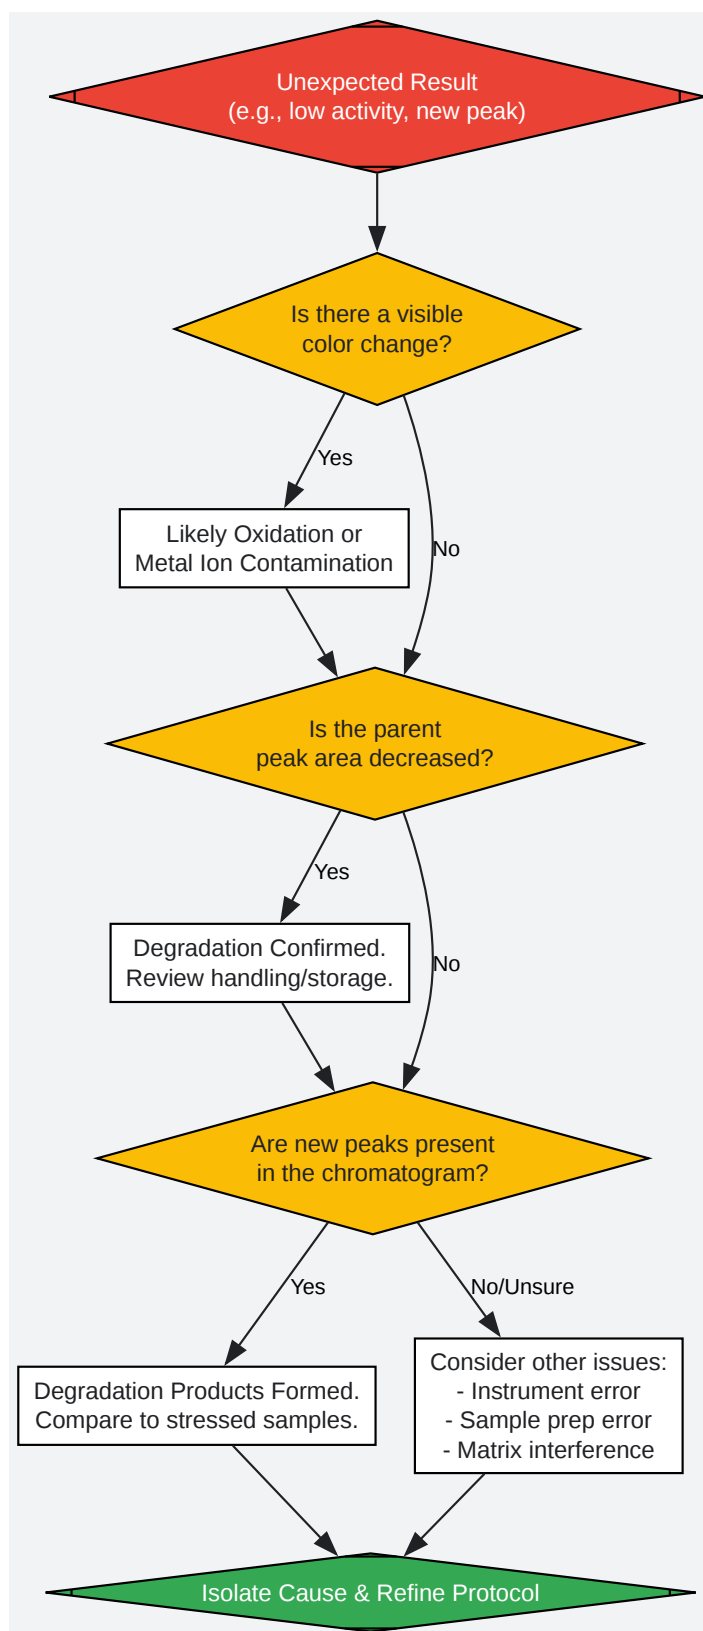 Unexpected Result
(e.g., low activity, new peak)
Is there a visible
color change?
Yes
Likely Oxidation or
Metal Ion Contamination
No
Is the parent
peak area decreased?
Yes
Degradation Confirmed.
Review handling/storage.
No
Are new peaks present
in the chromatogram?
Yes
No/Unsure
Degradation Products Formed.
Compare to stressed samples.
Consider other issues:
- Instrument error
- Sample prep error
- Matrix interference
Isolate Cause & Refine Protocol